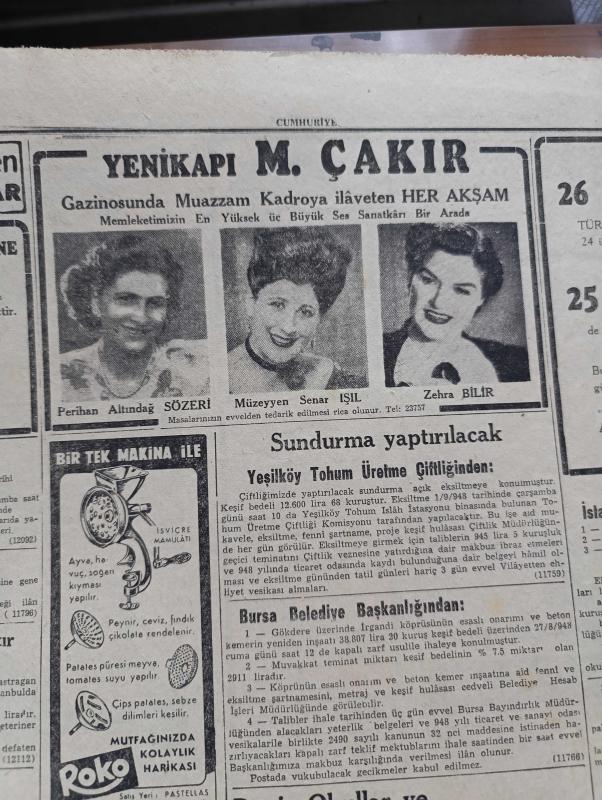 CUMHURİYET
YENİKAPI M. ÇAKIR
Gazinosunda Muazzam Kadroya ilâveten HER AKŞAM
Memleketimizin En Yüksek üc Büyük Ses Sanatkârı Bir Arada
Perihan Altındağ SÖZERİ
Müzeyyen Senar IŞIL
Zehra BİLİR
Masalarınızın evvelden tedarik edilmesi rica olunur. Tel: 23757
BİR TEK MAKİNA İLE
İSVİÇRE
MAMULÂTI
Ayva, ha-
vuç, soğan
kıyması
yapılır.
Peynir, ceviz, fındık
çikolata rendelenir.
Patates püresi meyva,
tomates suyu yapılır
Çips patates, sebze
dilimleri kesilir.
MUTFAĞINIZDA
KOLAYLIK
HARİKASI
Roko
Satış Yeri : PASTELLAS
Sundurma yaptırılacak
Yeşilköy Tohum Üretme Çiftliğinden:
Çiftliğimizde yaptırılacak sundurma açık eksiltmeye konulmuştur.
Keşif bedeli 12.600 lira 68 kuruştur. Eksiltme 1/9/948 tarihinde çarşamba
günü saat 10 da Yeşilköy Tohum Islâh İstasyonu binasında bulunan To-
hum Üretme Çiftliği Komisyonu tarafından yapılacaktır. Bu işe aid mu-
kavele, eksiltme, fenni şartname, proje keşif hulâsası Çiftlik Müdürlüğün-
de her gün görülür. Eksiltmeye girmek için taliblerin 945 lira 5 kuruşluk
geçici teminatını Çiftlik veznesine yatırdığına dair makbuz ibraz etmeleri
ve 948 yılında ticaret odasında kaydı bulunduğuna dair belgeyi hâmil ol-
ması ve eksiltme gününden tatil günleri hariç 3 gün evvel Vilâyetten eh-
liyet vesikası almaları.
(11759)
Bursa Belediye Başkanlığından:
1 — Gökdere üzerinde Irgandi köprüsünün esaslı onarımı ve beton
kemerin yeniden inşaatı 38.807 lira 20 kuruş keşif bedeli üzerinden 27/8/948
cuma günü saat 12 de kapalı zarf usulile ihaleye konulmuştur.
2 — Muvakkat teminat miktarı keşif bedelinin % 7.5 miktarı olan
2911 liradır.
3 — Köprünün esaslı onarım ve beton kemer inşaatına aid fennî ve
eksiltme şartnamesini, metraj ve keşif hulâsası cedveli Belediye Hesab
İşleri Müdürlüğünde görülebilir.
4 — Talibler ihale tarihinden üç gün evvel Bursa Bayındırlık Müdür-
lüğünden alacakları yeterlik belgeleri ve 948 yılı ticaret ve sanayi odası
vesikalarile birlikte 2490 sayılı kanunun 32 nci maddesine istinaden ha-
zırlıyacakları kapalı zarf teklif mektublarını ihale saatinden bir saat evvel
Başkanlığımıza makbuz karşılığında verilmesi ilân olunur.
Postada vukubulacak gecikmeler kabul edilmez.
(11766)
(12092)
sine gene
( 11796)
astragan
defaten
(12112)
26
TÜR
24
25
de